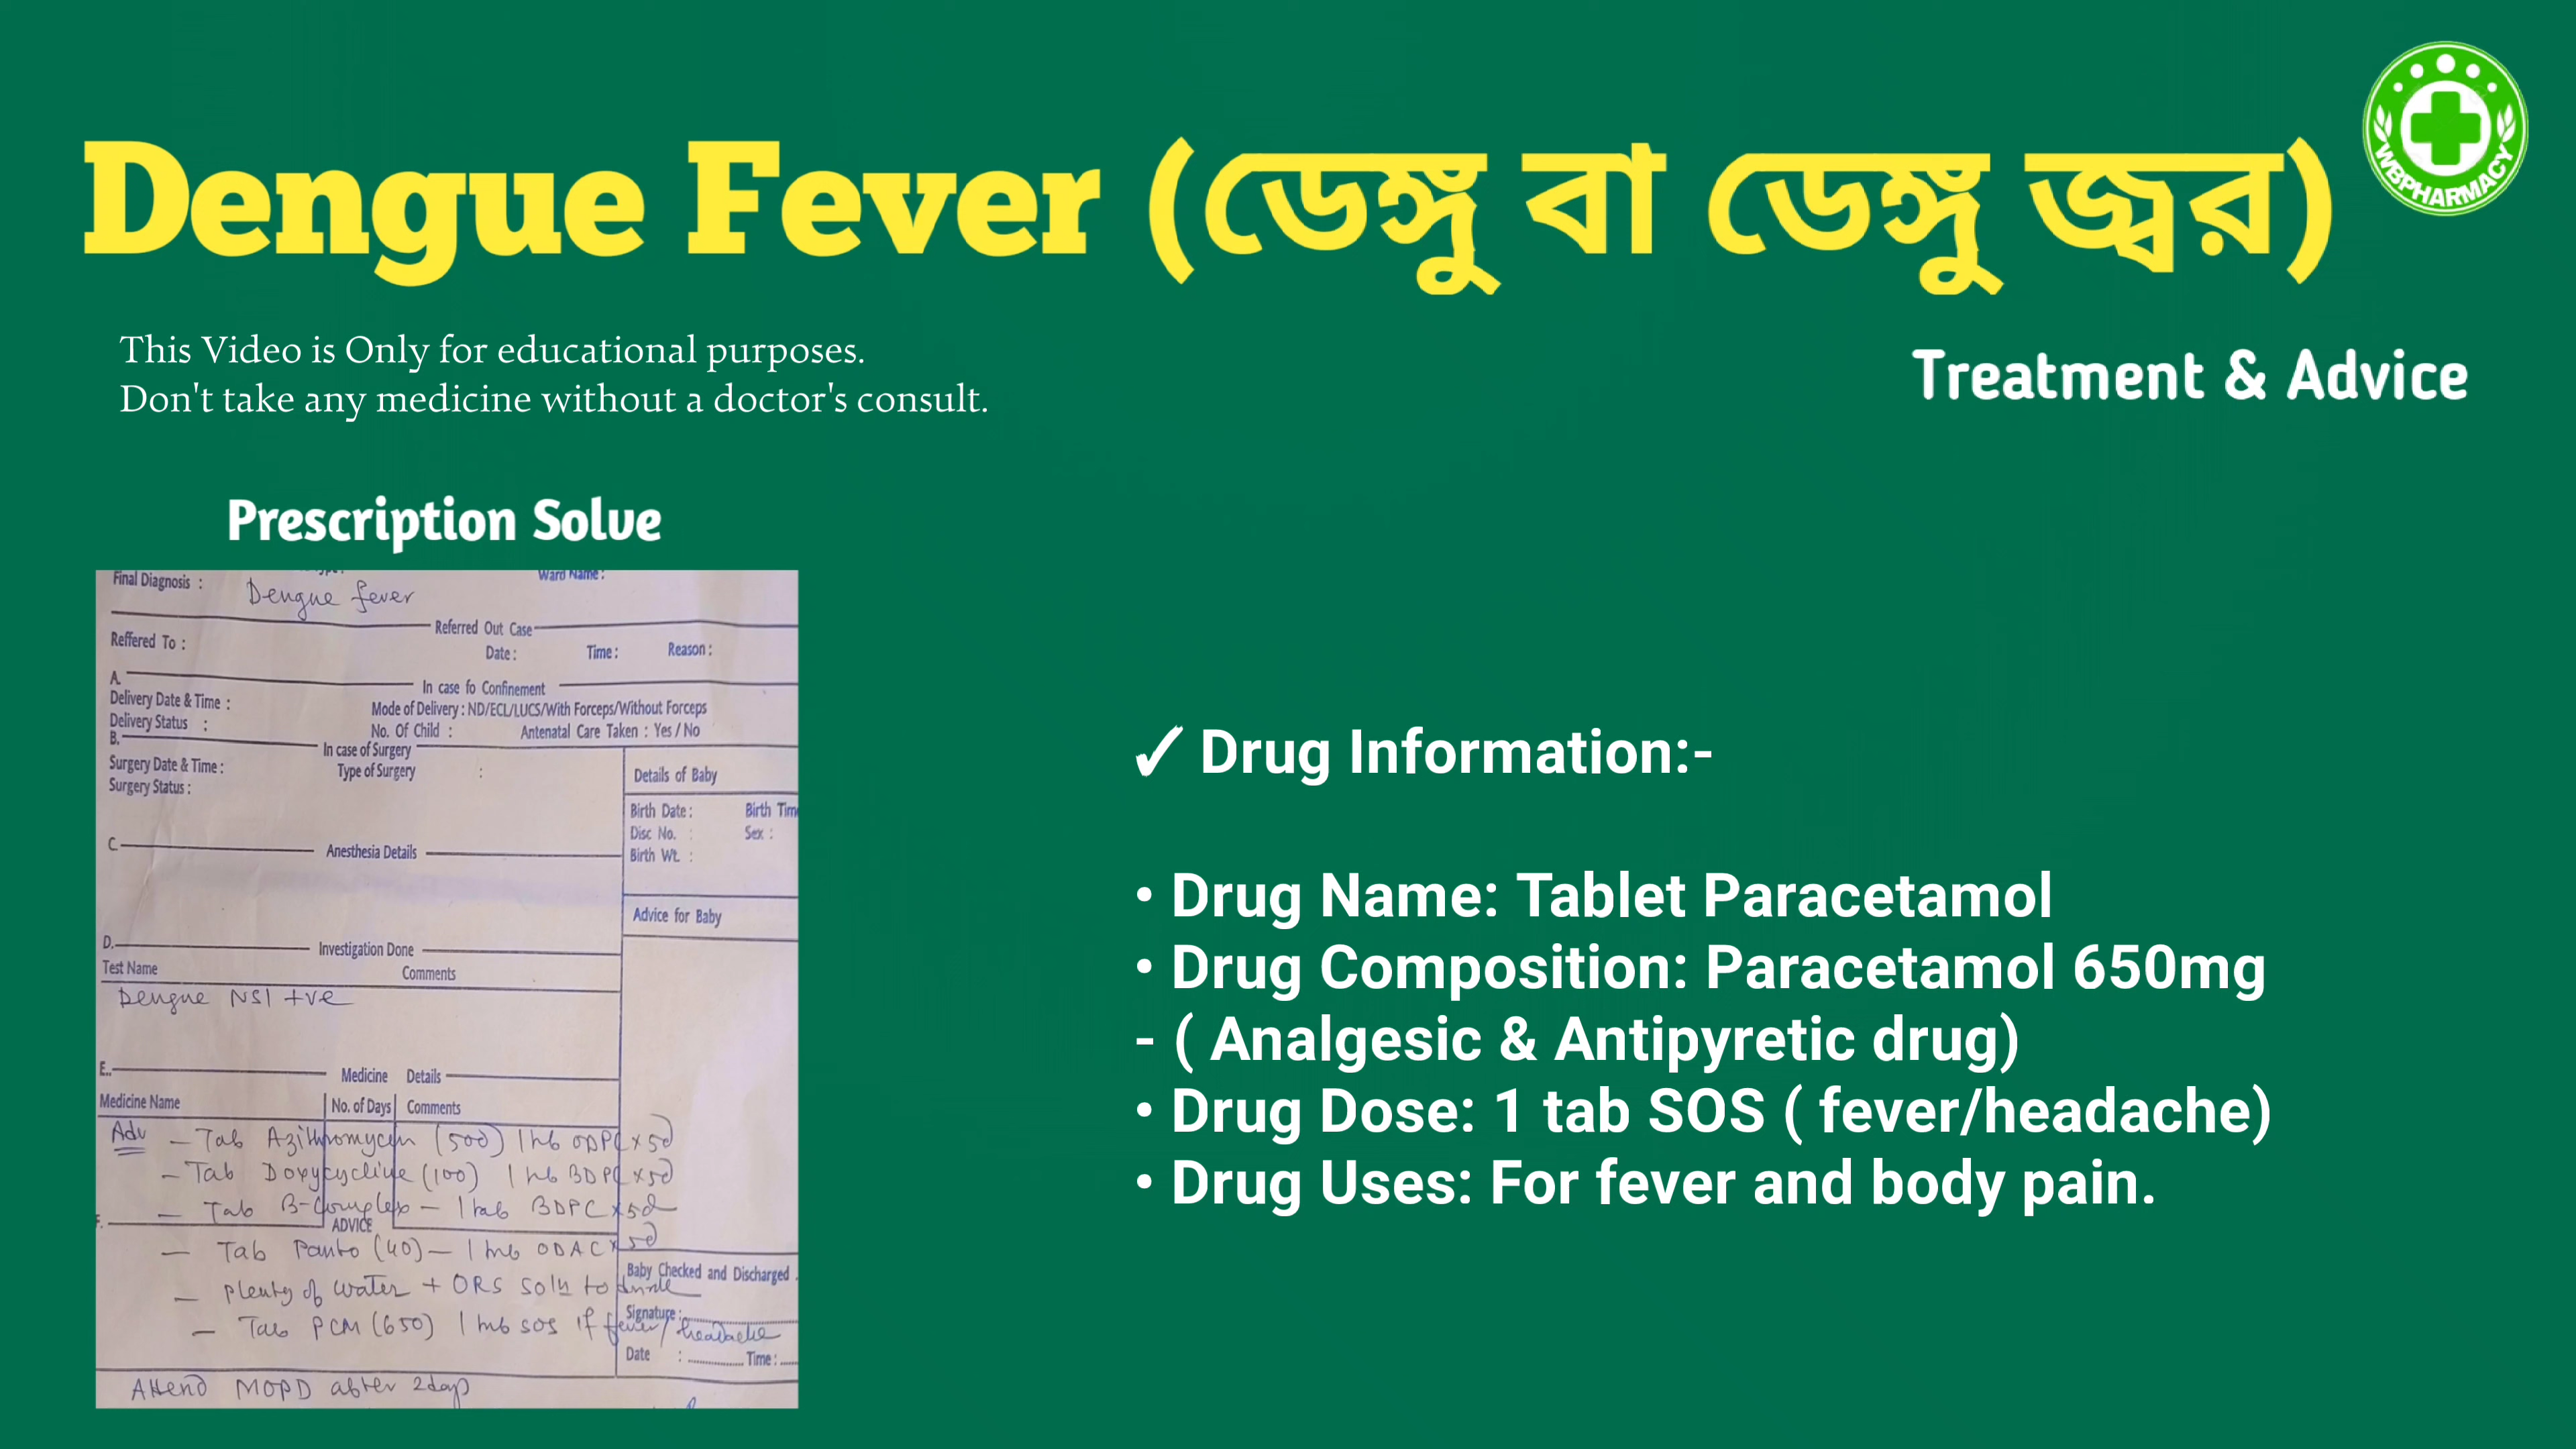 Dengue Fever (ডেঙ্গু বা ডেঙ্গু জ্বর)
WBPHARMACY
This Video is Only for educational purposes.
Don't take any medicine without a doctor's consult.
Treatment & Advice
Prescription Solve
Final Diagnosis : Dengue fever
Ward Name :
Referred Out Case
Reffered To :
Date : Time : Reason :
A.
In case fo Confinement
Delivery Date & Time :
Mode of Delivery : ND/ECL/LUCS/With Forceps/Without Forceps
Delivery Status :
No. Of Child : Antenatal Care Taken : Yes / No
B.
In case of Surgery
Surgery Date & Time :
Type of Surgery :
Surgery Status :
Details of Baby
Birth Date : Birth Tim
Disc No. : Sex :
Birth Wt. :
C.
Anesthesia Details
Advice for Baby
D.
Investigation Done
Test Name Comments
Dengue NS1 +ve
E..
Medicine Details
Medicine Name No. of Days Comments
Adv - Tab Azithromycin (500) 1 tab ODPC x 5d
- Tab Doxycycline (100) 1 tab BDPC x 5d
- Tab B-Complex - 1 tab BDPC x 5d
F.
ADVICE
- Tab Panto (40) - 1 tab ODAC x 5d
Baby Checked and Discharged
- plenty of water + ORS soln to drink
Signature :
- Tab PCM (650) 1 tab SOS if fever/headache
Date : Time :
Attend MOPD after 2 days
✓ Drug Information:-
• Drug Name: Tablet Paracetamol
• Drug Composition: Paracetamol 650mg
- ( Analgesic & Antipyretic drug)
• Drug Dose: 1 tab SOS ( fever/headache)
• Drug Uses: For fever and body pain.